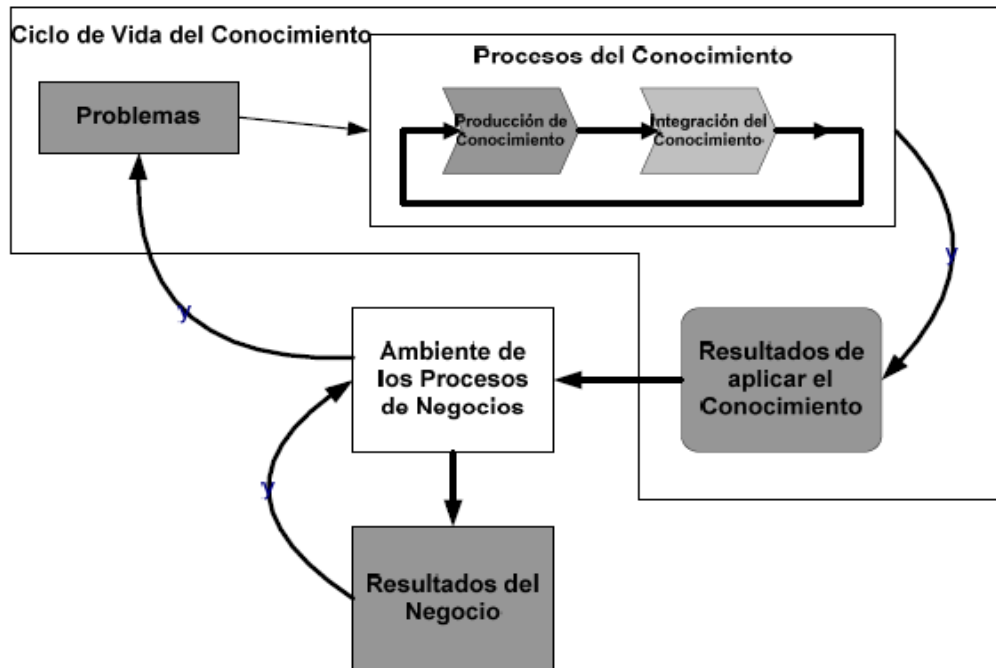 Ciclo de Vida del Conocimiento
Procesos del Conocimiento
Problemas
Producción de
Conocimiento
Integración del
Conocimiento
y
y
Ambiente de
los Procesos
de Negocios
Resultados de
aplicar el
Conocimiento
y
Resultados del
Negocio